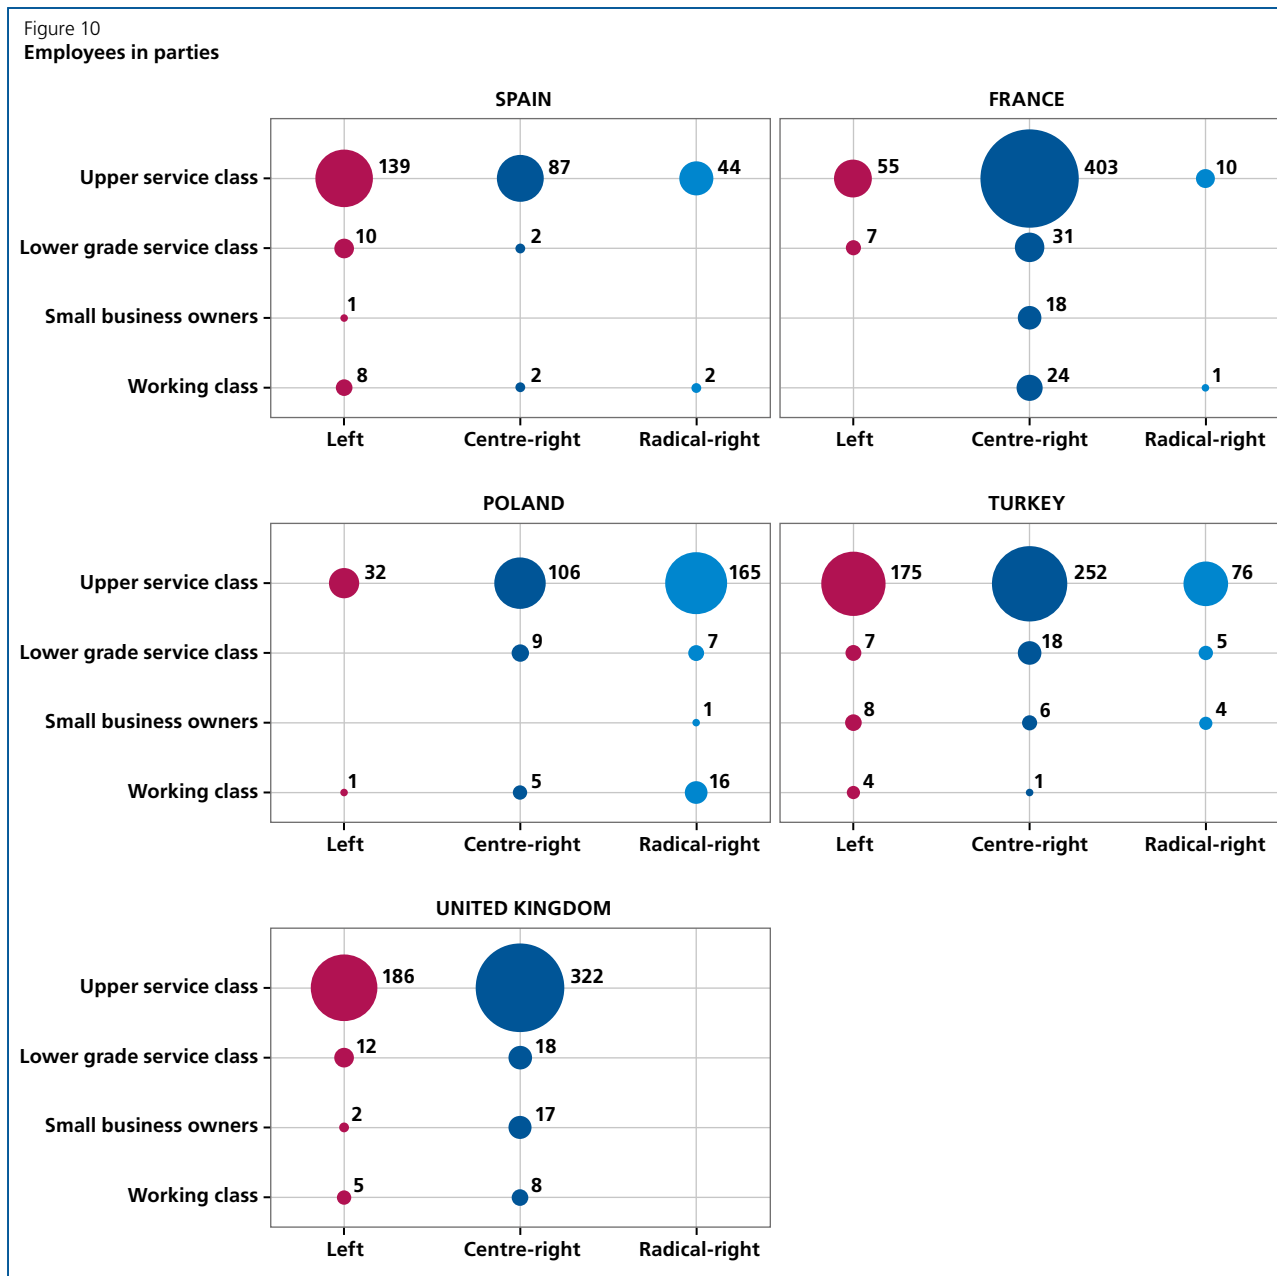 Figure 10
Employees in parties
SPAIN
FRANCE
Upper service class
139
87
44
55
403
10
Lower grade service class
10
2
7
31
Small business owners
1
18
Working class
8
2
2
24
1
Left
Centre-right
Radical-right
Left
Centre-right
Radical-right
POLAND
TURKEY
Upper service class
32
106
165
175
252
76
Lower grade service class
9
7
7
18
5
Small business owners
1
8
6
4
Working class
1
5
16
4
1
Left
Centre-right
Radical-right
Left
Centre-right
Radical-right
UNITED KINGDOM
Upper service class
186
322
Lower grade service class
12
18
Small business owners
2
17
Working class
5
8
Left
Centre-right
Radical-right